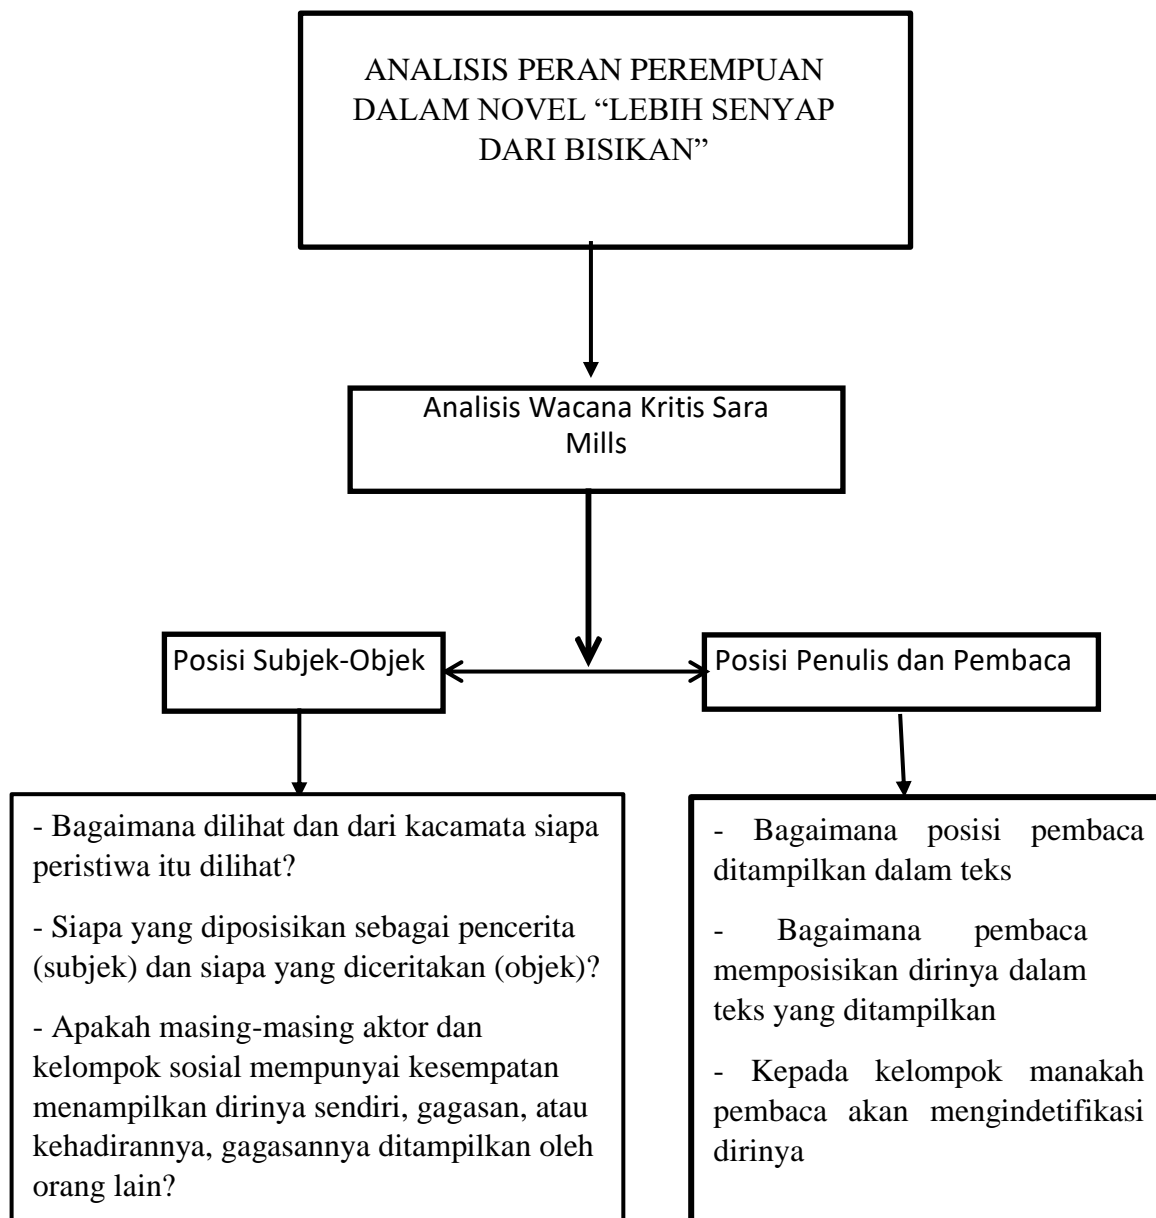 ANALISIS PERAN PEREMPUAN
DALAM NOVEL “LEBIH SENYAP
DARI BISIKAN”
Analisis Wacana Kritis Sara
Mills
Posisi Subjek-Objek
Posisi Penulis dan Pembaca
- Bagaimana dilihat dan dari kacamata siapa
peristiwa itu dilihat?
- Siapa yang diposisikan sebagai pencerita
(subjek) dan siapa yang diceritakan (objek)?
- Apakah masing-masing aktor dan
kelompok sosial mempunyai kesempatan
menampilkan dirinya sendiri, gagasan, atau
kehadirannya, gagasannya ditampilkan oleh
orang lain?
- Bagaimana posisi pembaca
ditampilkan dalam teks
- Bagaimana pembaca
memposisikan dirinya dalam
teks yang ditampilkan
- Kepada kelompok manakah
pembaca akan mengindetifikasi
dirinya